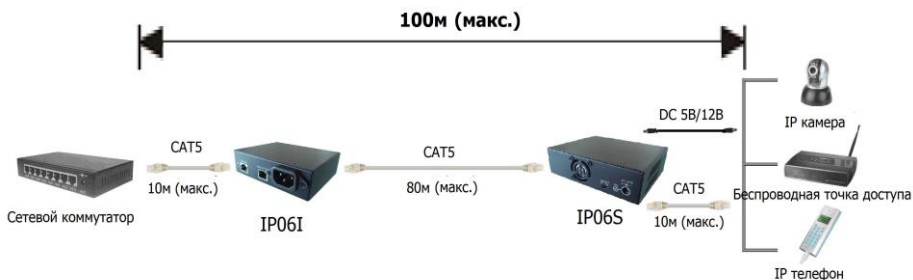 100м (макс.)
DC 5В/12В
IP камера
CAT5
10м (макс.)
CAT5
80м (макс.)
CAT5
10м (макс.)
Сетевой коммутатор
IP06I
IP06S
Беспроводная точка доступа
IP телефон